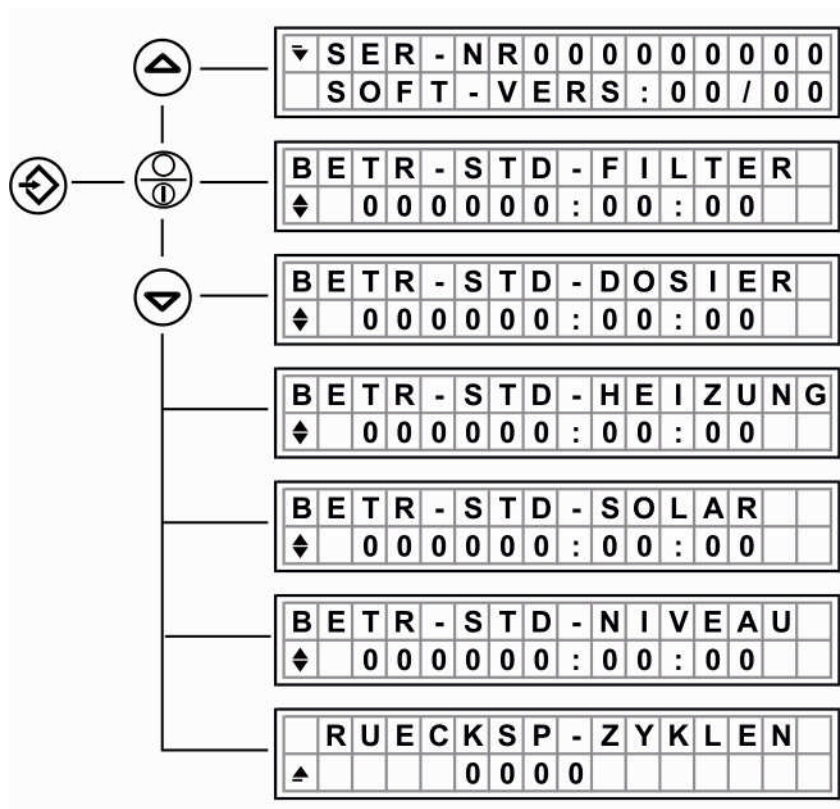 SER-NR000000000
SOFT-VERS:00/00
BETR-STD-FILTER
000000:00:00
BETR-STD-DOSIER
000000:00:00
BETR-STD-HEIZUNG
000000:00:00
BETR-STD-SOLAR
000000:00:00
BETR-STD-NIVEAU
000000:00:00
RUECKSP-ZYKLEN
0000